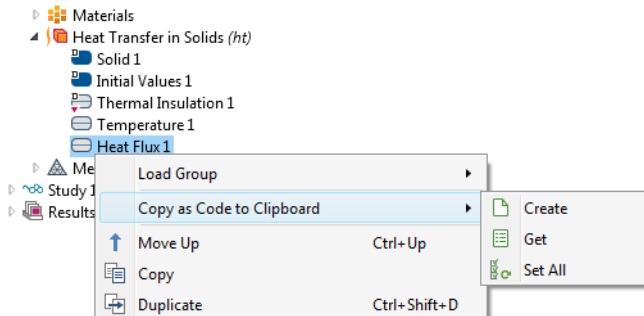 Materials
Heat Transfer in Solids (ht)
Solid 1
Initial Values 1
Thermal Insulation 1
Temperature 1
Heat Flux 1
Me
Load Group
Study 1
Copy as Code to Clipboard
Create
Results
Move Up Ctrl+Up
Get
Copy
Set All
Duplicate Ctrl+Shift+D